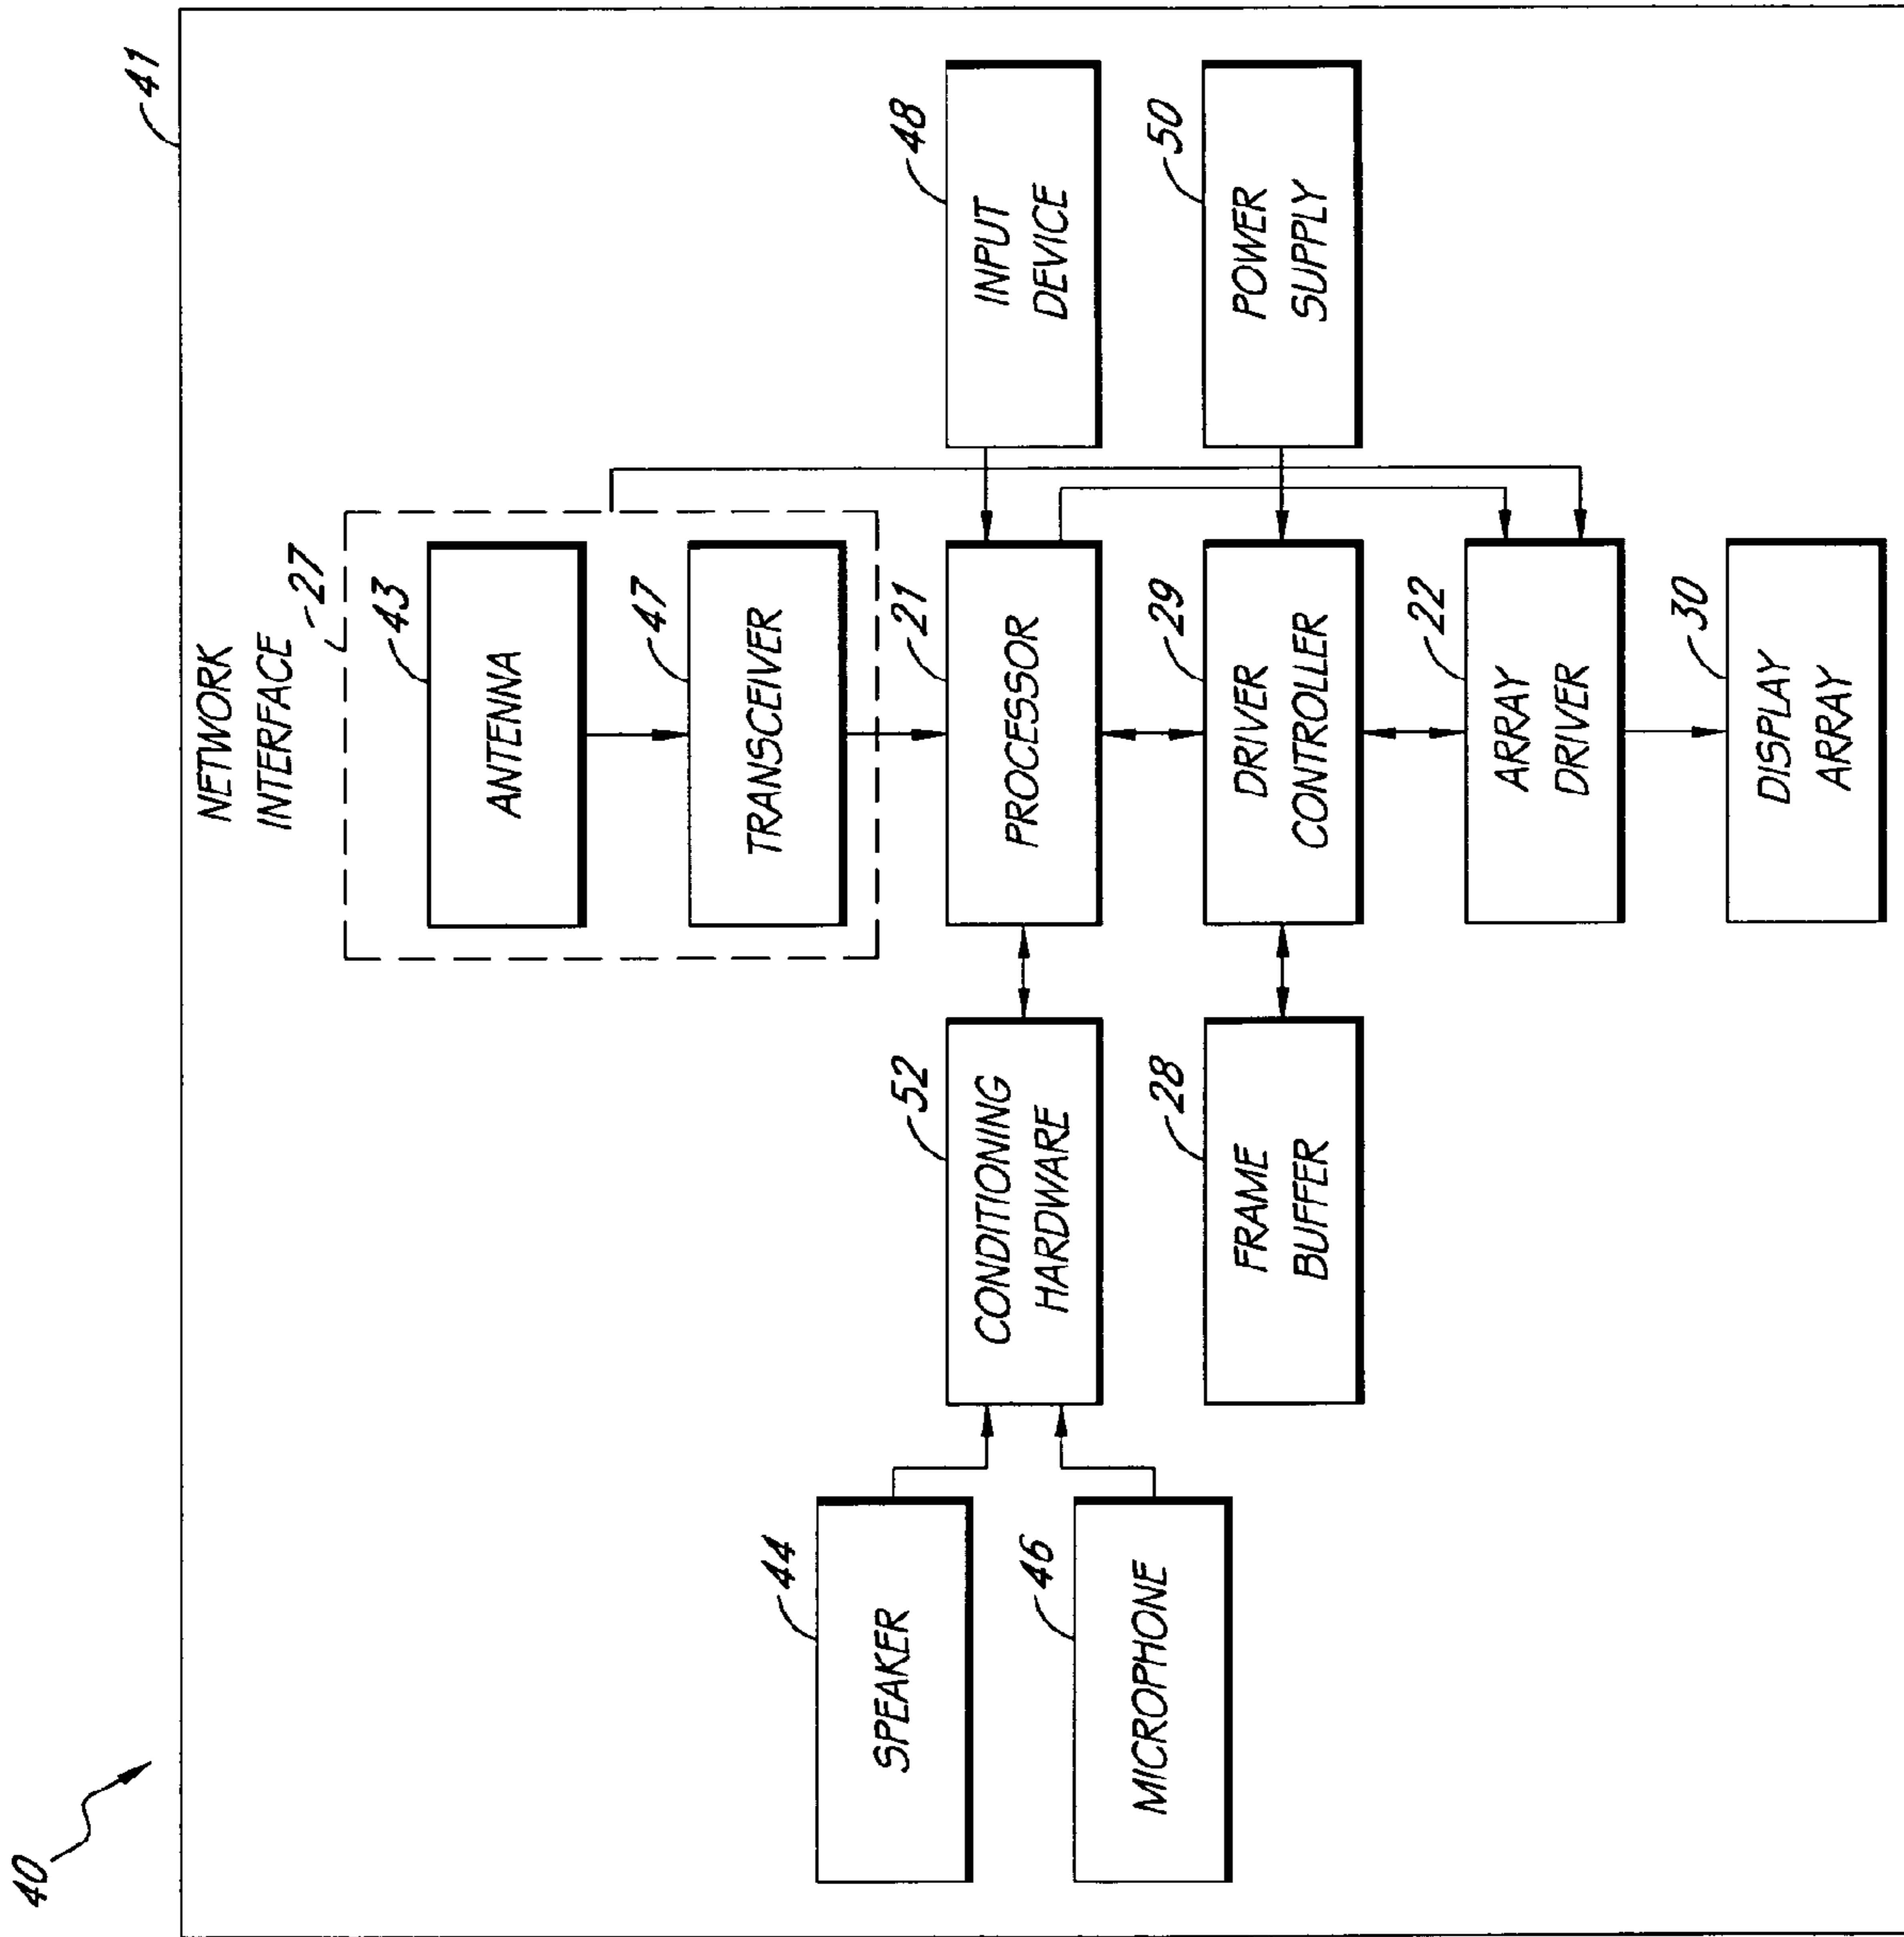 40
41
NETWORK
INTERFACE
27
43
ANTENNA
47
TRANSCEIVER
21
PROCESSOR
48
INPUT
DEVICE
50
POWER
SUPPLY
29
DRIVER
CONTROLLER
22
ARRAY
DRIVER
30
DISPLAY
ARRAY
52
CONDITIONING
HARDWARE
28
FRAME
BUFFER
44
SPEAKER
46
MICROPHONE